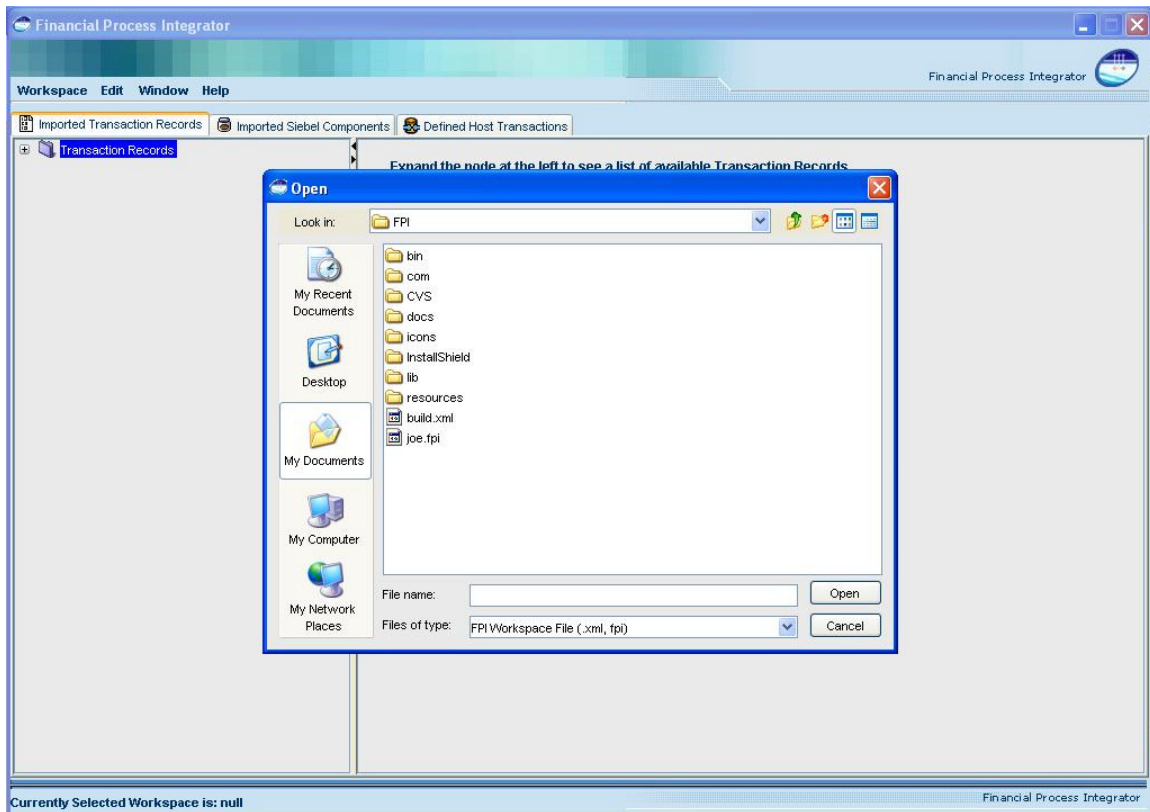 Financial Process Integrator
Financial Process Integrator
Workspace Edit Window Help
Imported Transaction Records Imported Siebel Components Defined Host Transactions
Transaction Records
Expand the node at the left to see a list of available Transaction Records
Open
Look in: FPI
bin
com
CVS
docs
icons
InstallShield
lib
resources
build.xml
joe.fpi
My Recent
Documents
Desktop
My Documents
My Computer
My Network
Places
File name:
Open
Files of type: FPI Workspace File (.xml, fpi)
Cancel
Currently Selected Workspace is: null
Financial Process Integrator